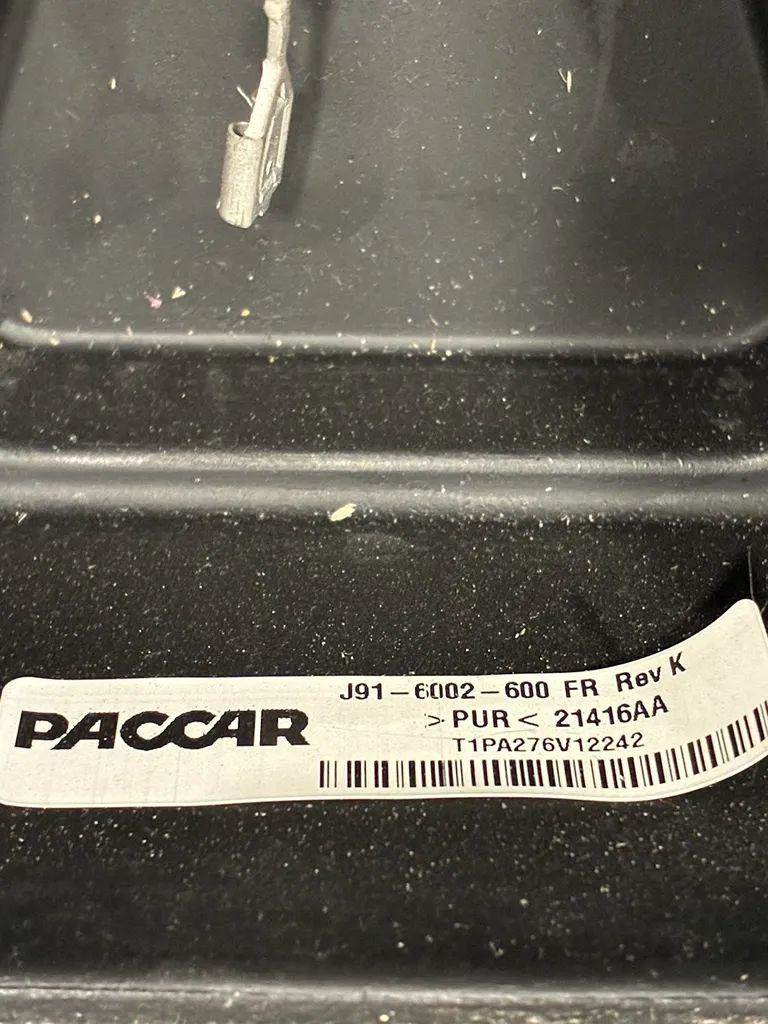 PACCAR
J91-6002-600 FR Rev K
>PUR< 21416AA
T1PA276V12242